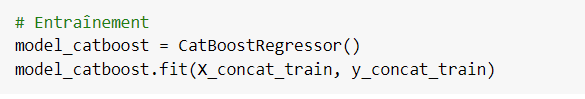 # Entraînement
model_catboost = CatBoostRegressor()
model_catboost.fit(X_concat_train, y_concat_train)